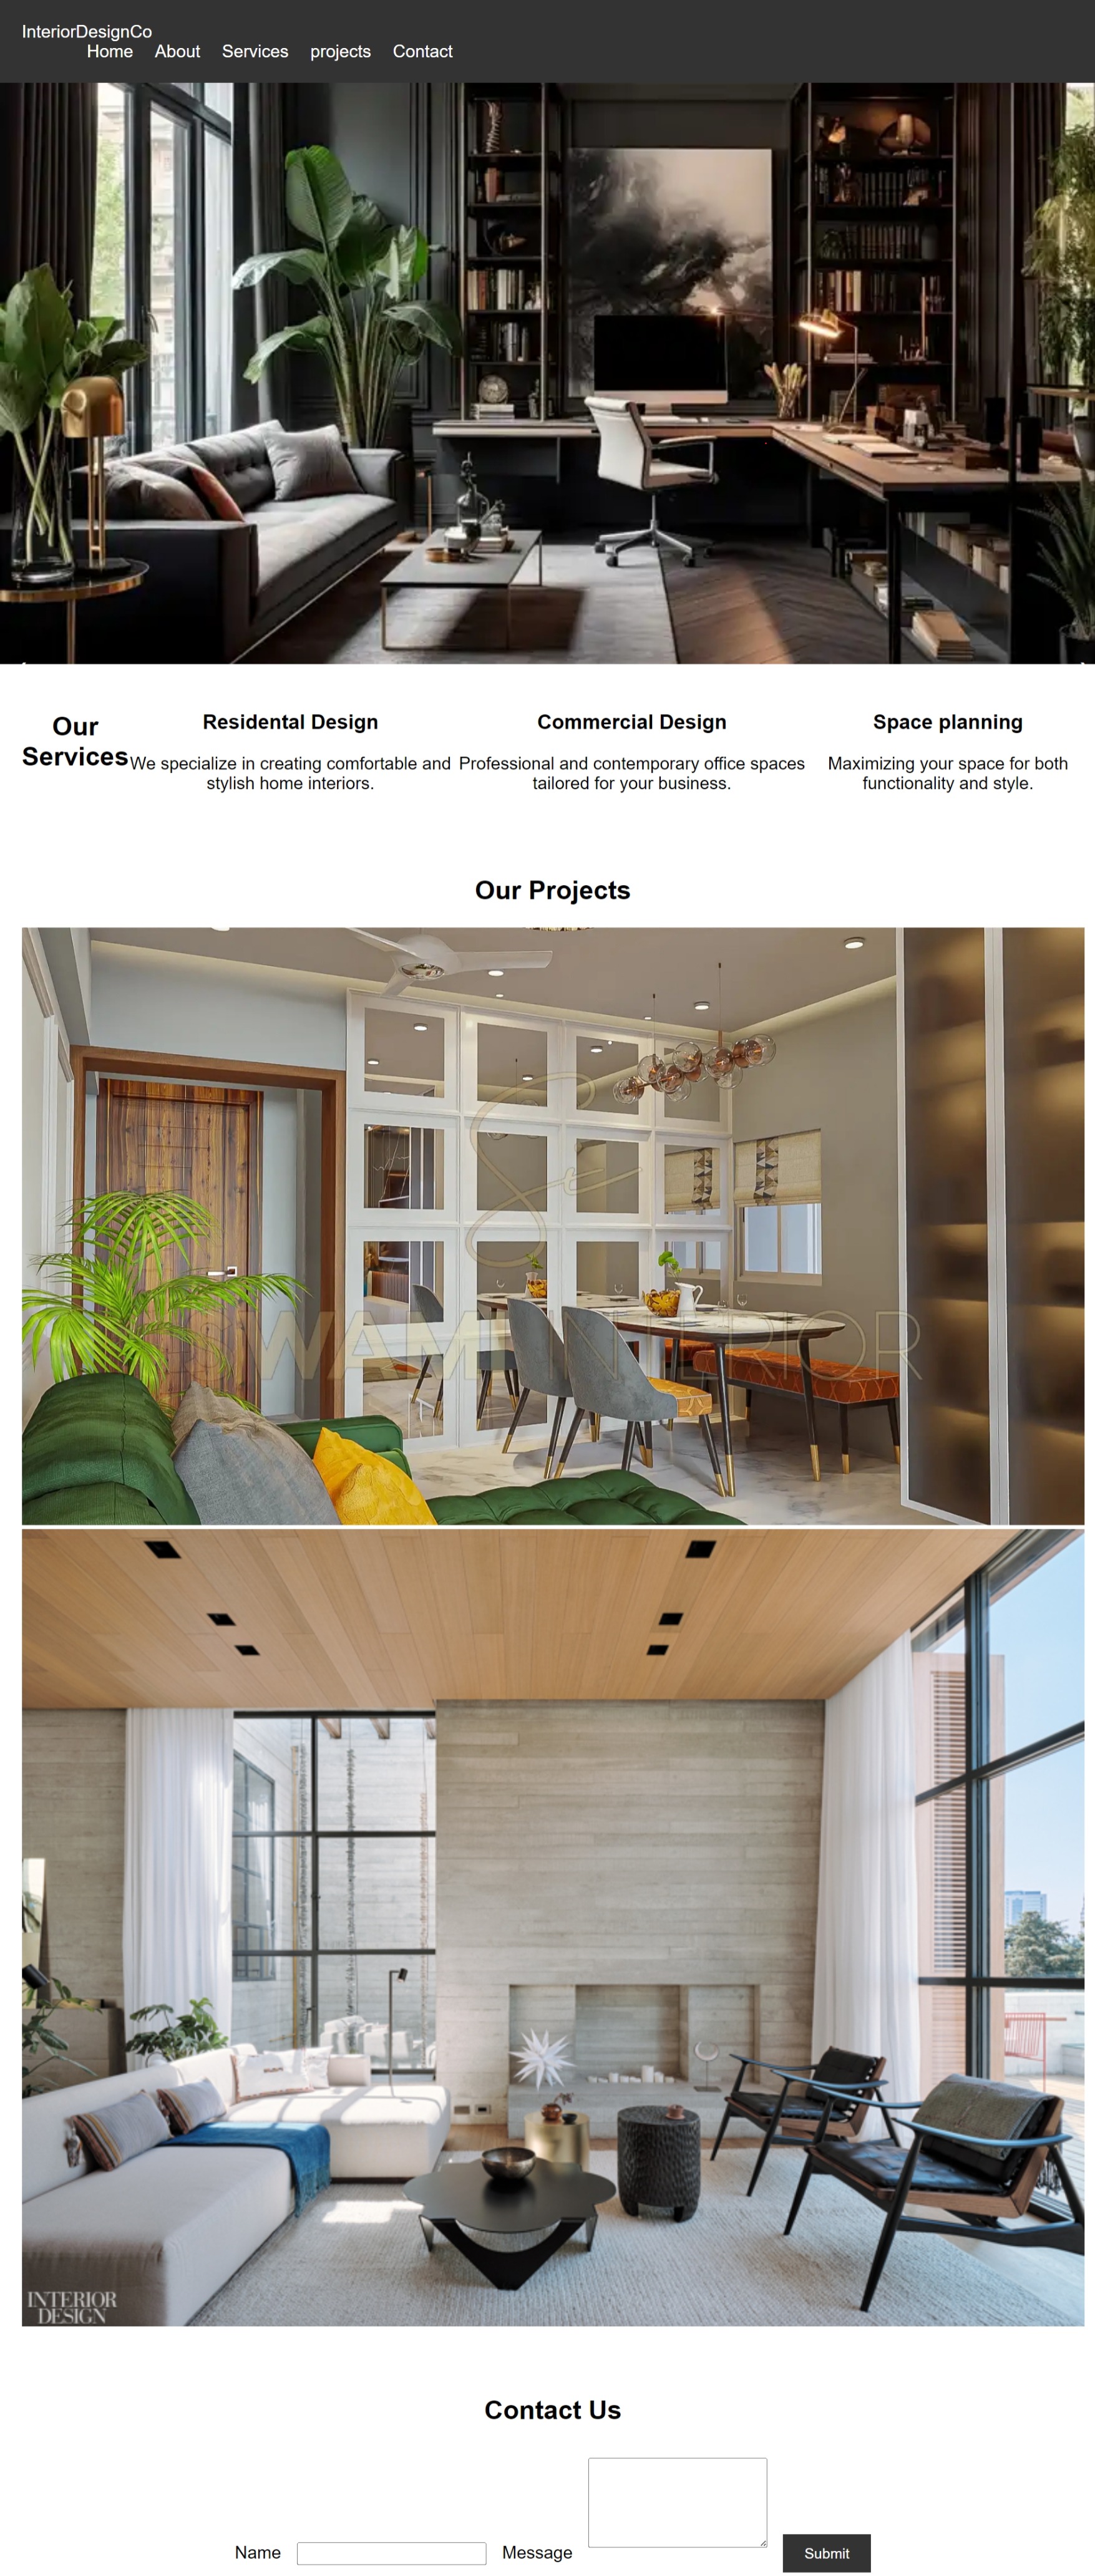 InteriorDesignCo
Home About Services projects Contact
Our Services
Residental Design
We specialize in creating comfortable and
stylish home interiors.
Commercial Design
Professional and contemporary office spaces
tailored for your business.
Space planning
Maximizing your space for both
functionality and style.
Our Projects
SWAMI INTERIOR
INTERIOR
DESIGN
Contact Us
Name
Message
Submit